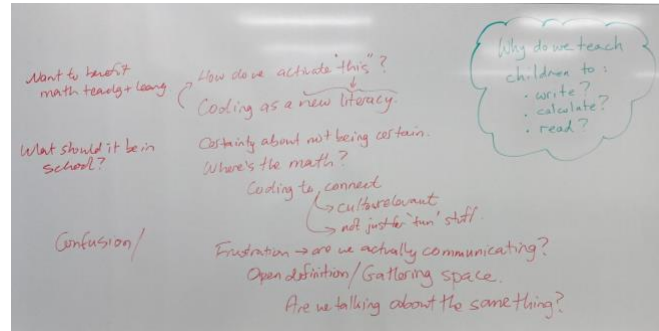 Want to benefit
math teachg + learng
How do we activate "this"?
Coding as a new literacy.
What should it be in
school?
Certainty about not being certain.
Where's the math?
Coding to connect
→ cult. relevant
→ not just for 'fun' stuff.
Confusion/
Frustration → are we actually communicating?
Open definition/Gathering space.
Are we talking about the same thing?
Why do we teach
children to:
· write?
· calculate?
· read?